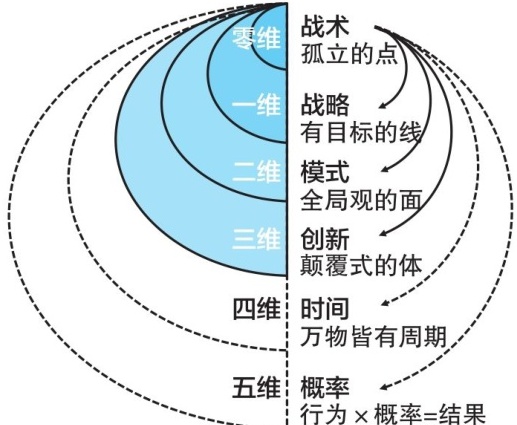 零维 战术
孤立的点
一维 战略
有目标的线
二维 模式
全局观的面
三维 创新
颠覆式的体
四维 时间
万物皆有周期
五维 概率
行为×概率=结果